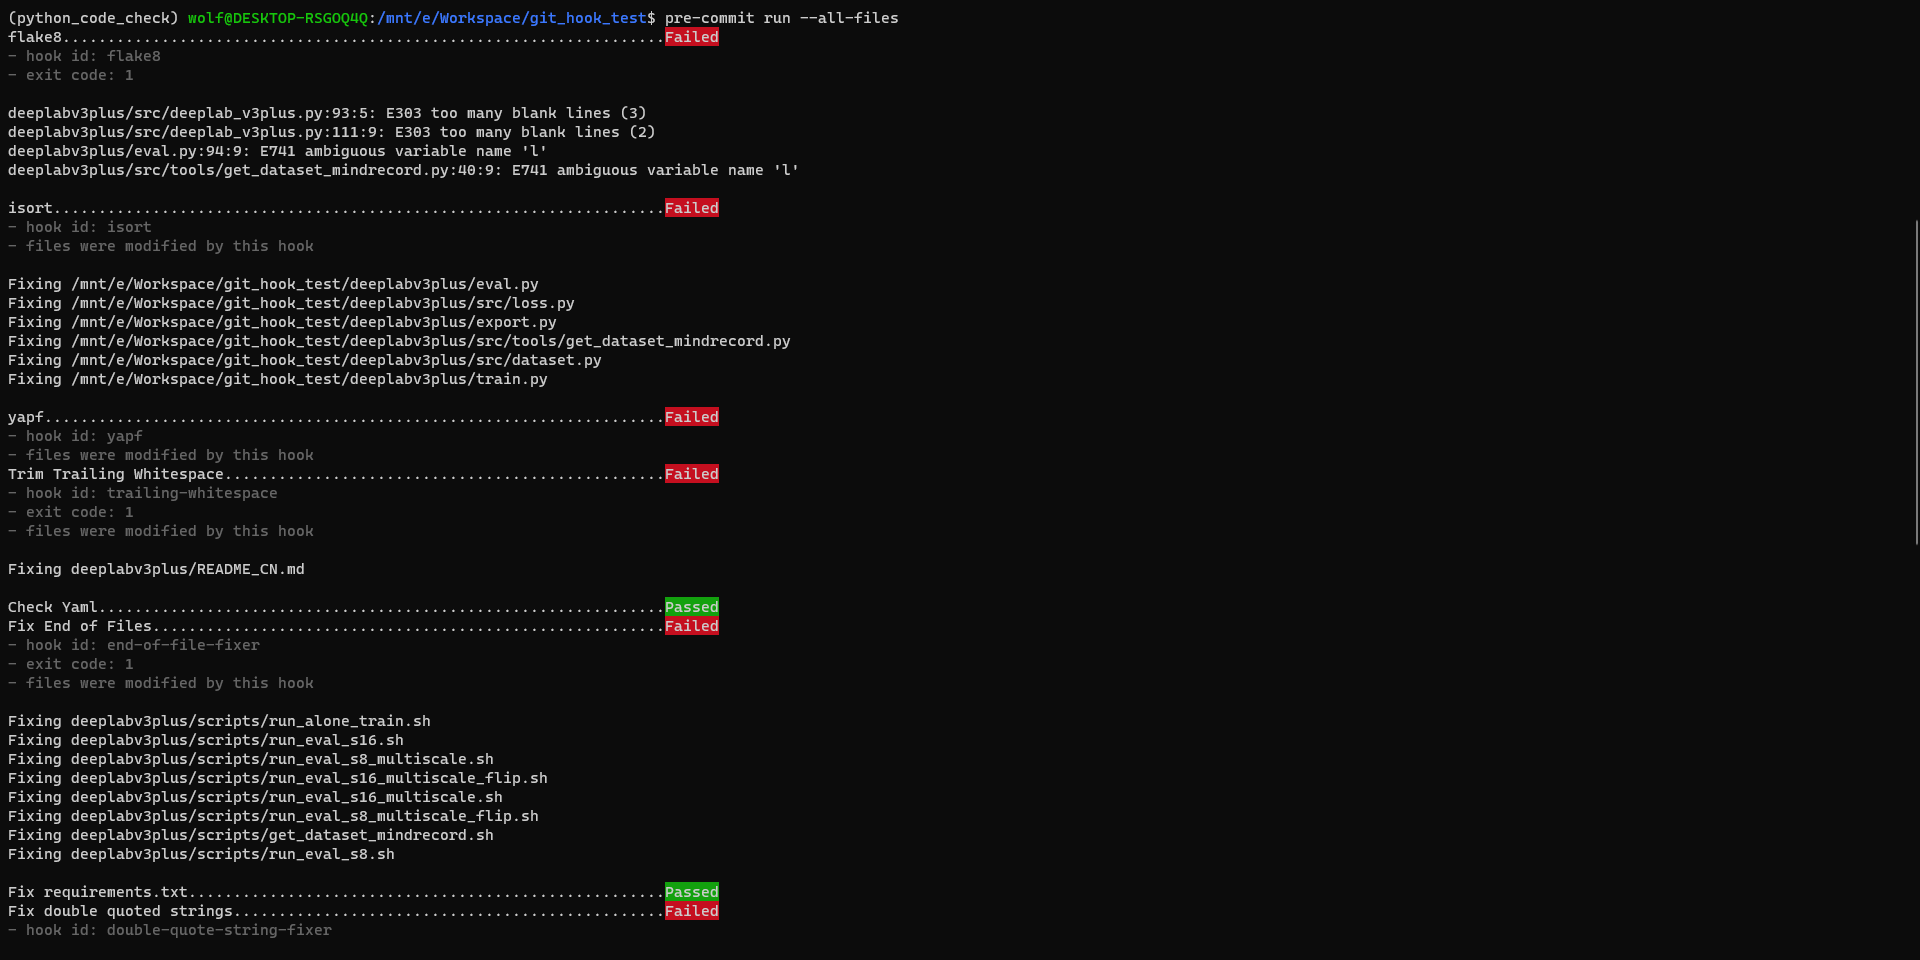 (python_code_check) wolf@DESKTOP-RSGOQ4Q:/mnt/e/Workspace/git_hook_test$ pre-commit run --all-files
flake8...................................................................Failed
- hook id: flake8
- exit code: 1
deeplabv3plus/src/deeplab_v3plus.py:93:5: E303 too many blank lines (3)
deeplabv3plus/src/deeplab_v3plus.py:111:9: E303 too many blank lines (2)
deeplabv3plus/eval.py:94:9: E741 ambiguous variable name 'l'
deeplabv3plus/src/tools/get_dataset_mindrecord.py:40:9: E741 ambiguous variable name 'l'
isort....................................................................Failed
- hook id: isort
- files were modified by this hook
Fixing /mnt/e/Workspace/git_hook_test/deeplabv3plus/eval.py
Fixing /mnt/e/Workspace/git_hook_test/deeplabv3plus/src/loss.py
Fixing /mnt/e/Workspace/git_hook_test/deeplabv3plus/export.py
Fixing /mnt/e/Workspace/git_hook_test/deeplabv3plus/src/tools/get_dataset_mindrecord.py
Fixing /mnt/e/Workspace/git_hook_test/deeplabv3plus/src/dataset.py
Fixing /mnt/e/Workspace/git_hook_test/deeplabv3plus/train.py
yapf.....................................................................Failed
- hook id: yapf
- files were modified by this hook
Trim Trailing Whitespace.................................................Failed
- hook id: trailing-whitespace
- exit code: 1
- files were modified by this hook
Fixing deeplabv3plus/README_CN.md
Check Yaml...............................................................Passed
Fix End of Files.........................................................Failed
- hook id: end-of-file-fixer
- exit code: 1
- files were modified by this hook
Fixing deeplabv3plus/scripts/run_alone_train.sh
Fixing deeplabv3plus/scripts/run_eval_s16.sh
Fixing deeplabv3plus/scripts/run_eval_s8_multiscale.sh
Fixing deeplabv3plus/scripts/run_eval_s16_multiscale_flip.sh
Fixing deeplabv3plus/scripts/run_eval_s16_multiscale.sh
Fixing deeplabv3plus/scripts/run_eval_s8_multiscale_flip.sh
Fixing deeplabv3plus/scripts/get_dataset_mindrecord.sh
Fixing deeplabv3plus/scripts/run_eval_s8.sh
Fix requirements.txt.....................................................Passed
Fix double quoted strings................................................Failed
- hook id: double-quote-string-fixer